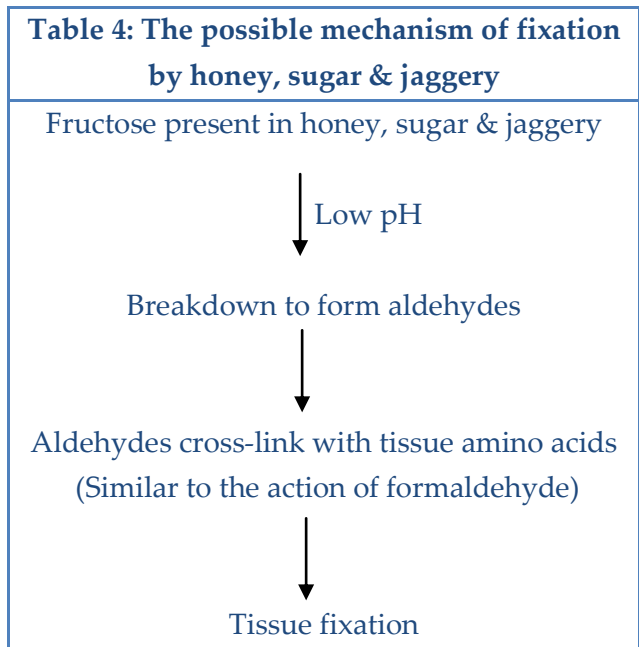 Table 4: The possible mechanism of fixation
by honey, sugar & jaggery
Fructose present in honey, sugar & jaggery
Low pH
Breakdown to form aldehydes
Aldehydes cross-link with tissue amino acids
(Similar to the action of formaldehyde)
Tissue fixation